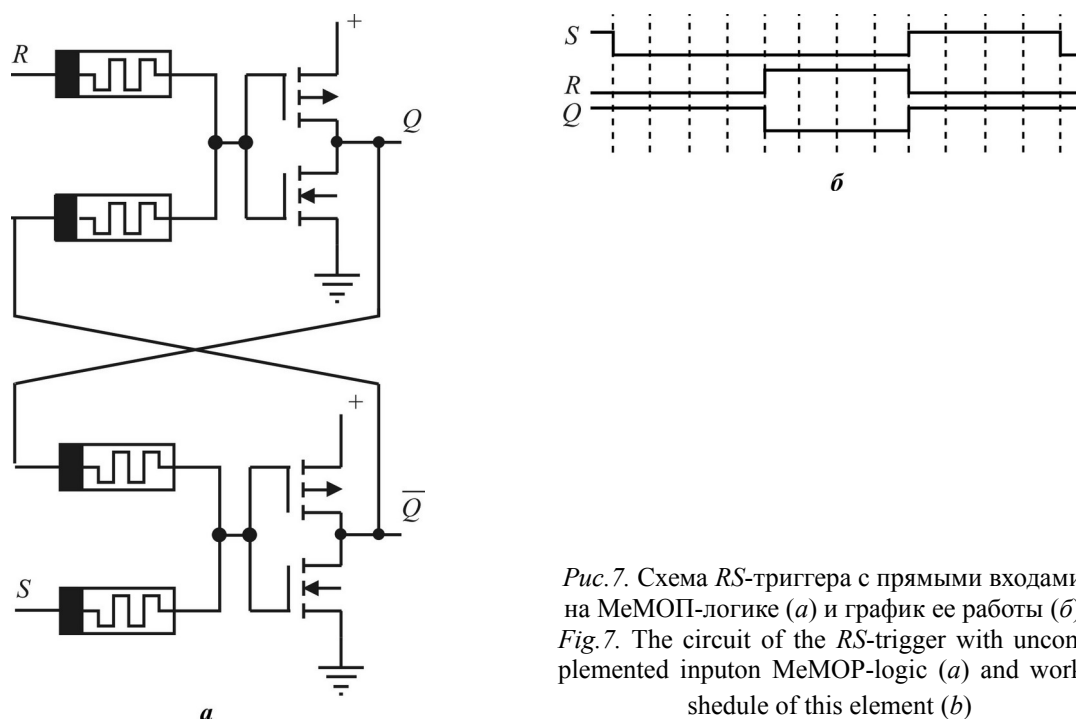 R
+
Q
+
Q̅
S
а
S
R
Q
б
Рис.7. Схема RS-триггера с прямыми входами
на МеМОП-логике (а) и график ее работы (б)
Fig.7. The circuit of the RS-trigger with uncom
plemented inputon MeMOP-logic (a) and work
shedule of this element (b)